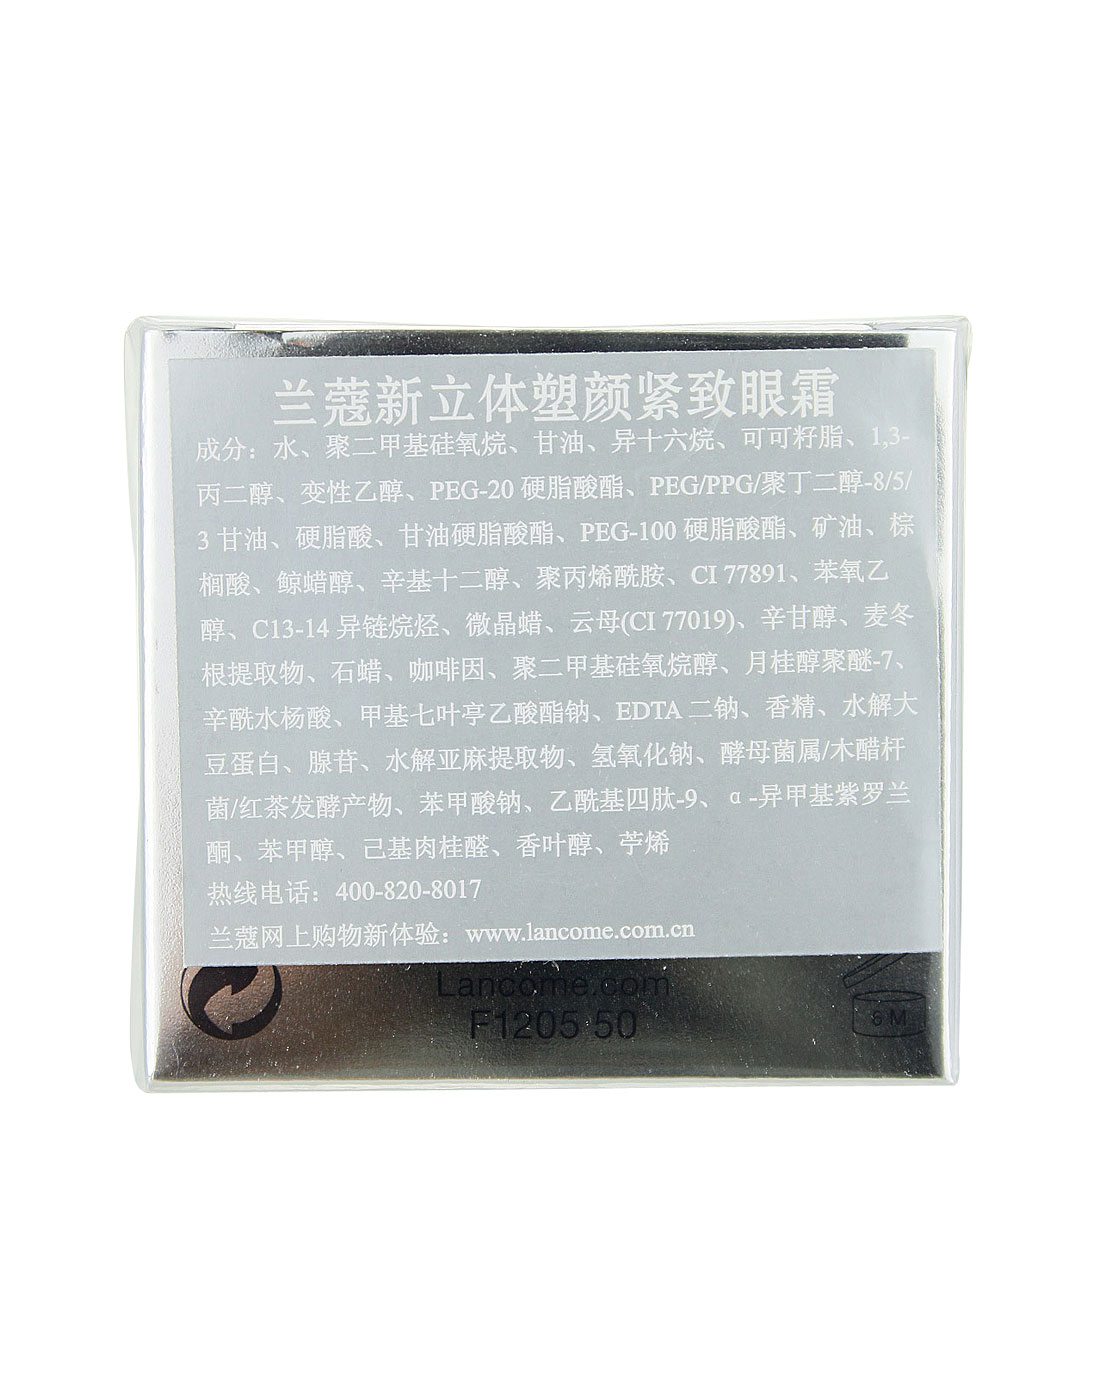 兰蔻新立体塑颜紧致眼霜
成分：水、聚二甲基硅氧烷、甘油、异十六烷、可可籽脂、1,3-
丙二醇、变性乙醇、PEG-20 硬脂酸酯、PEG/PPG/聚丁二醇-8/5/
3 甘油、硬脂酸、甘油硬脂酸酯、PEG-100 硬脂酸酯、矿油、棕
榈酸、鲸蜡醇、辛基十二醇、聚丙烯酰胺、CI 77891、苯氧乙
醇、C13-14 异链烷烃、微晶蜡、云母(CI 77019)、辛甘醇、麦冬
根提取物、石蜡、咖啡因、聚二甲基硅氧烷醇、月桂醇聚醚-7、
辛酰水杨酸、甲基七叶亭乙酸酯钠、EDTA 二钠、香精、水解大
豆蛋白、腺苷、水解亚麻提取物、氢氧化钠、酵母菌属/木醋杆
菌/红茶发酵产物、苯甲酸钠、乙酰基四肽-9、α-异甲基紫罗兰
酮、苯甲醇、己基肉桂醛、香叶醇、苧烯
热线电话：400-820-8017
兰蔻网上购物新体验：www.lancome.com.cn
Lancome.com
F1205 50
6 M